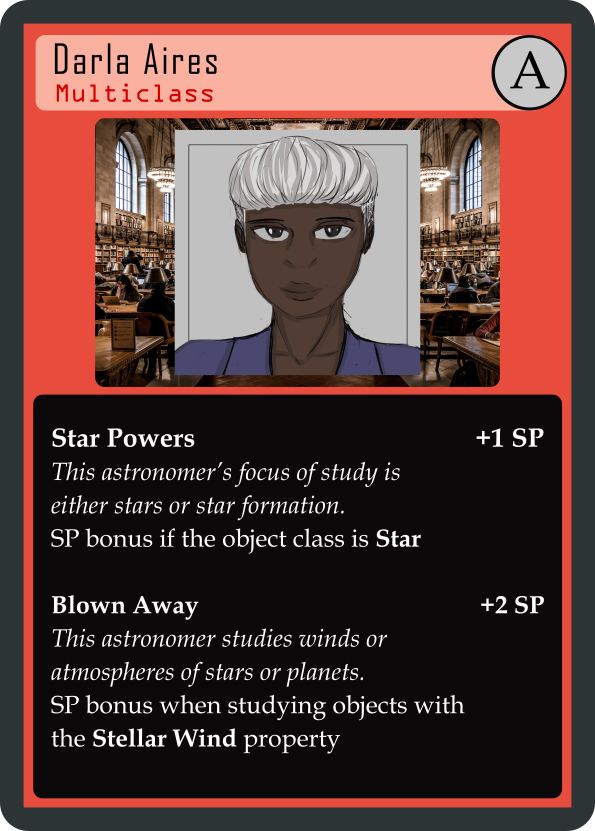 Darla Aires
A
Multiclass
Star Powers +1 SP
This astronomer's focus of study is
either stars or star formation.
SP bonus if the object class is Star
Blown Away +2 SP
This astronomer studies winds or
atmospheres of stars or planets.
SP bonus when studying objects with
the Stellar Wind property